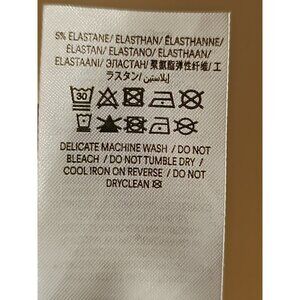 5% ELASTANE/ ELASTHAN/ ÉLASTHANNE/
ELASTAN/ ELASTANO/ ELASTHAAN/
ELASTAANI/ ЭЛАСТАН/ 聚氨酯弹性纤维/ エ
ラスタン/ إيلاستين/
30
DELICATE MACHINE WASH / DO NOT
BLEACH / DO NOT TUMBLE DRY /
COOL IRON ON REVERSE / DO NOT
DRYCLEAN